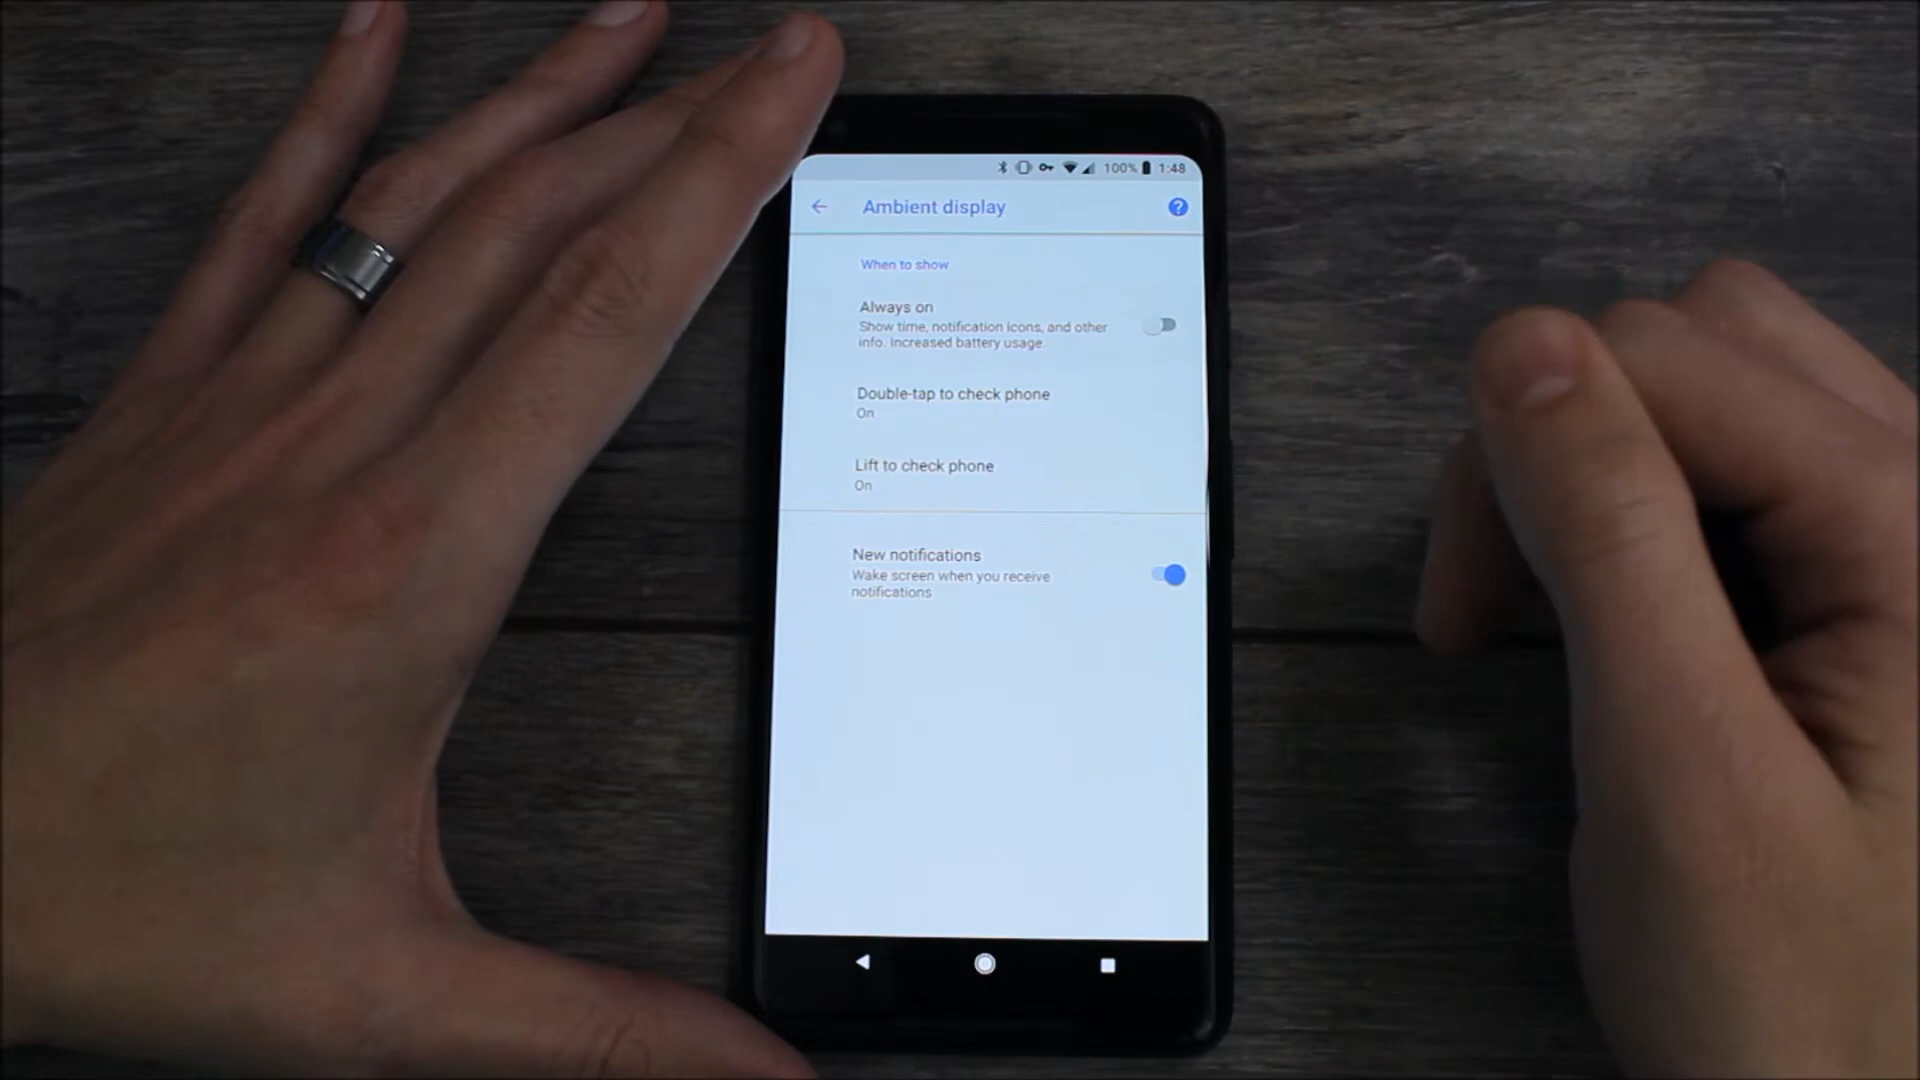 100% 1:48
Ambient display
When to show
Always on
Show time, notification icons, and other
info. Increased battery usage.
Double-tap to check phone
On
Lift to check phone
On
New notifications
Wake screen when you receive
notifications